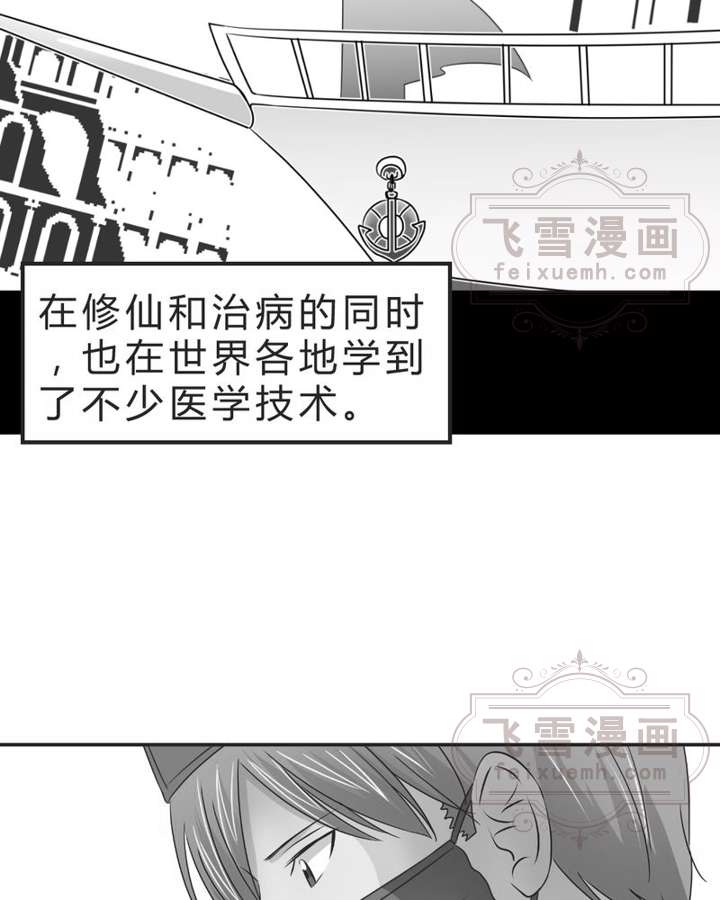 飞雪漫画
feixuemh.com
在修仙和治病的同时
，也在世界各地学到
了不少医学技术。
飞雪漫画
feixuemh.com